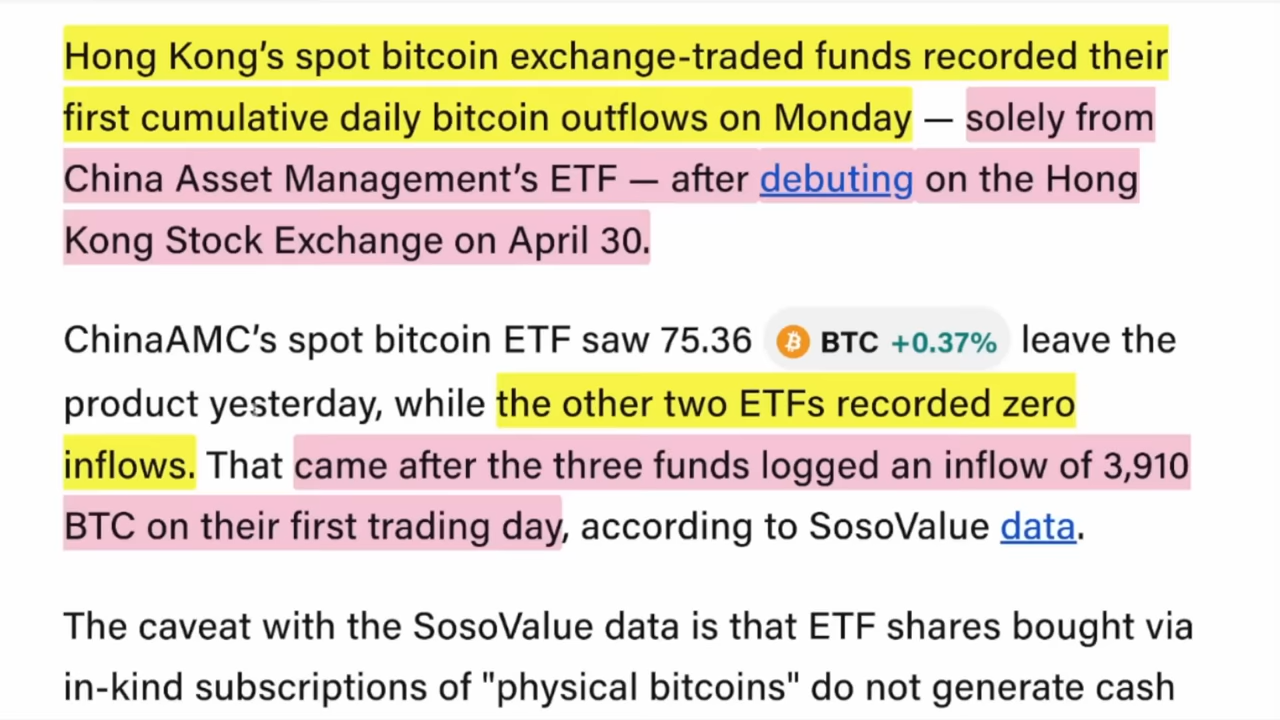 Hong Kong’s spot bitcoin exchange-traded funds recorded their
first cumulative daily bitcoin outflows on Monday — solely from
China Asset Management’s ETF — after debuting on the Hong
Kong Stock Exchange on April 30.
ChinaAMC’s spot bitcoin ETF saw 75.36 BTC +0.37% leave the
product yesterday, while the other two ETFs recorded zero
inflows. That came after the three funds logged an inflow of 3,910
BTC on their first trading day, according to SosoValue data.
The caveat with the SosoValue data is that ETF shares bought via
in-kind subscriptions of "physical bitcoins" do not generate cash